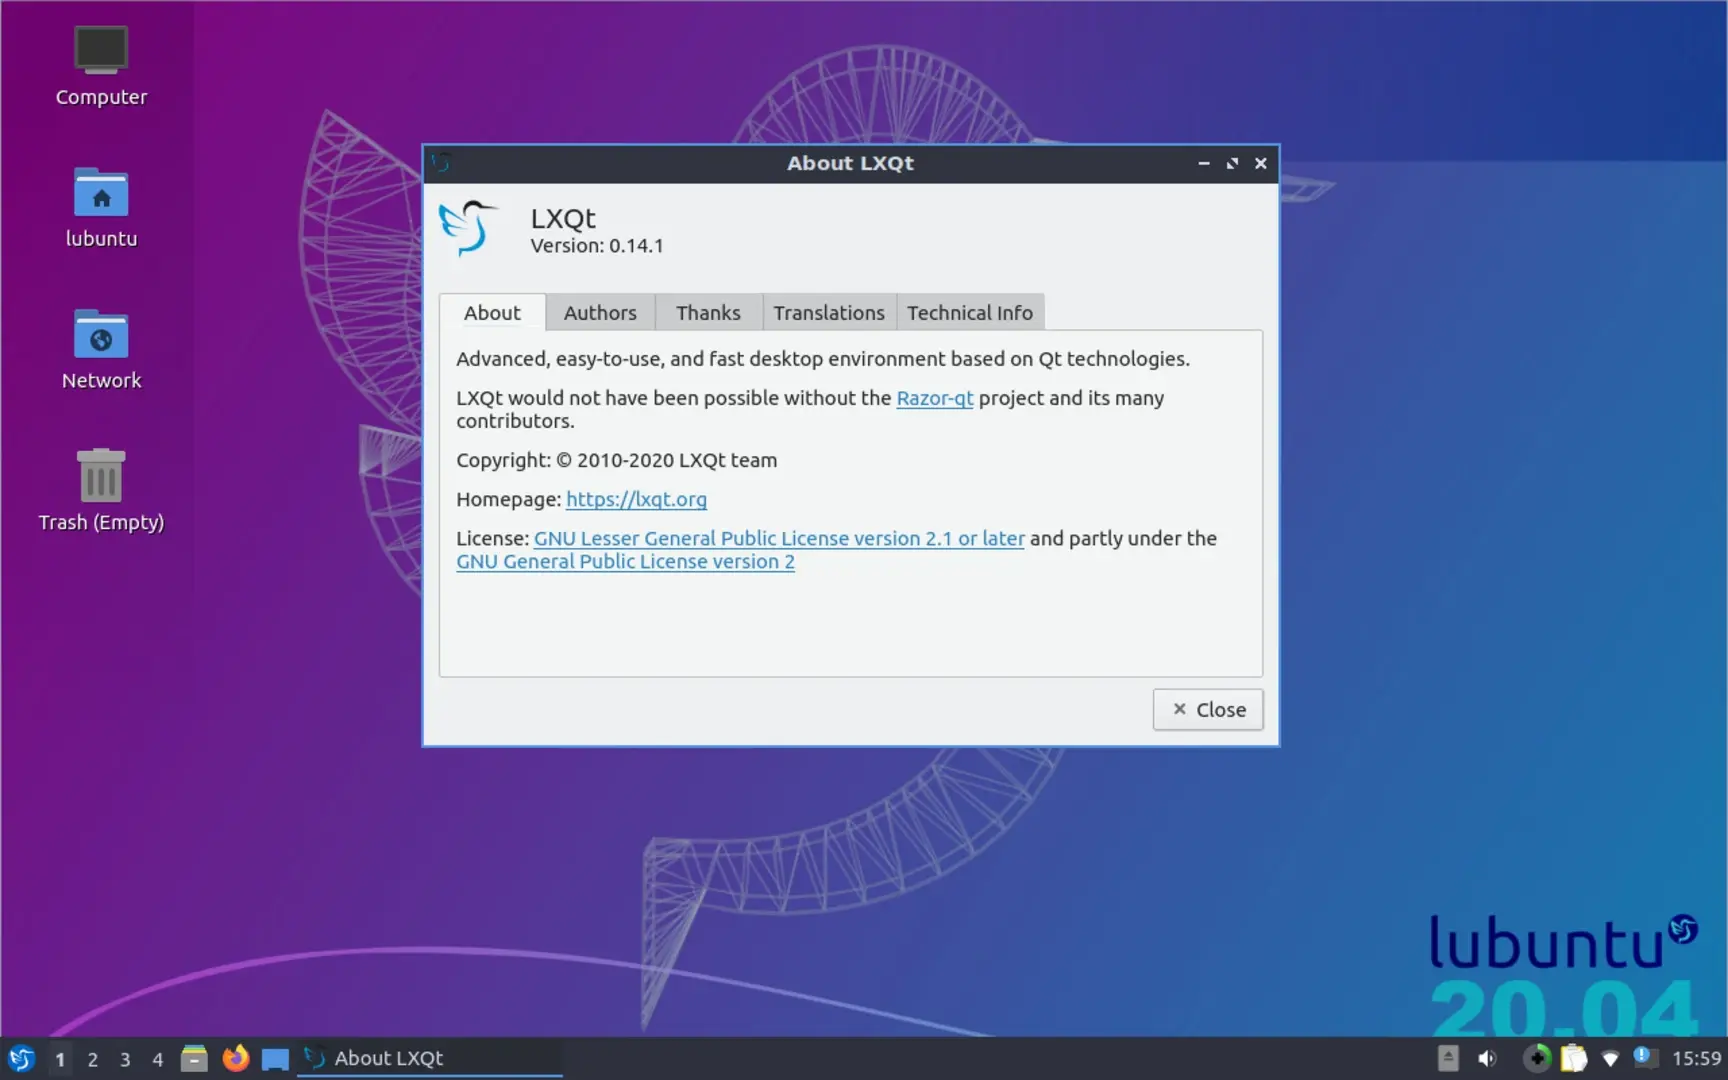 Computer
lubuntu
Network
Trash (Empty)
About LXQt
LXQt
Version: 0.14.1
About
Authors
Thanks
Translations
Technical Info
Advanced, easy-to-use, and fast desktop environment based on Qt technologies.
LXQt would not have been possible without the Razor-qt project and its many
contributors.
Copyright: © 2010-2020 LXQt team
Homepage: https://lxqt.org
License: GNU Lesser General Public License version 2.1 or later and partly under the
GNU General Public License version 2
Close
lubuntu
20.04
1 2 3 4
About LXQt
15:59